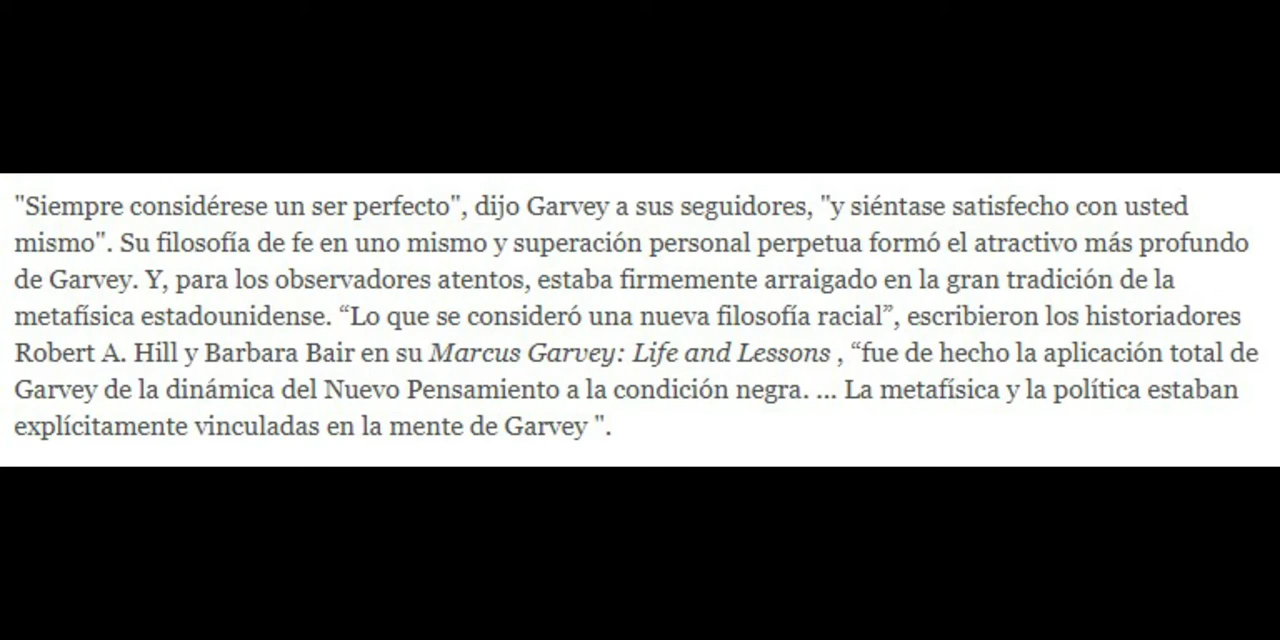 "Siempre considérese un ser perfecto", dijo Garvey a sus seguidores, "y siéntase satisfecho con usted
mismo". Su filosofía de fe en uno mismo y superación personal perpetua formó el atractivo más profundo
de Garvey. Y, para los observadores atentos, estaba firmemente arraigado en la gran tradición de la
metafísica estadounidense. “Lo que se consideró una nueva filosofía racial”, escribieron los historiadores
Robert A. Hill y Barbara Bair en su Marcus Garvey: Life and Lessons , “fue de hecho la aplicación total de
Garvey de la dinámica del Nuevo Pensamiento a la condición negra. ... La metafísica y la política estaban
explícitamente vinculadas en la mente de Garvey ".